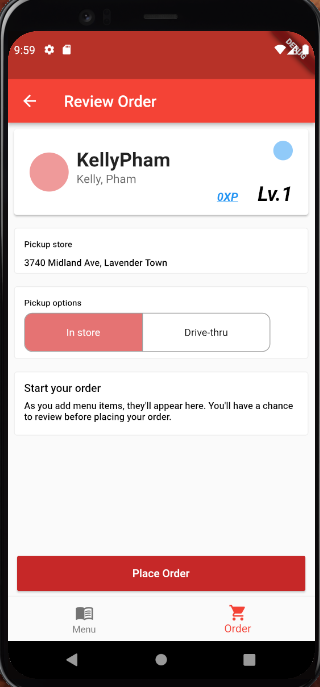 9:59
DEBUG
Review Order
KellyPham
Kelly, Pham
0XP
Lv.1
Pickup store
3740 Midland Ave, Lavender Town
Pickup options
In store
Drive-thru
Start your order
As you add menu items, they'll appear here. You'll have a chance
to review before placing your order.
Place Order
Menu
Order